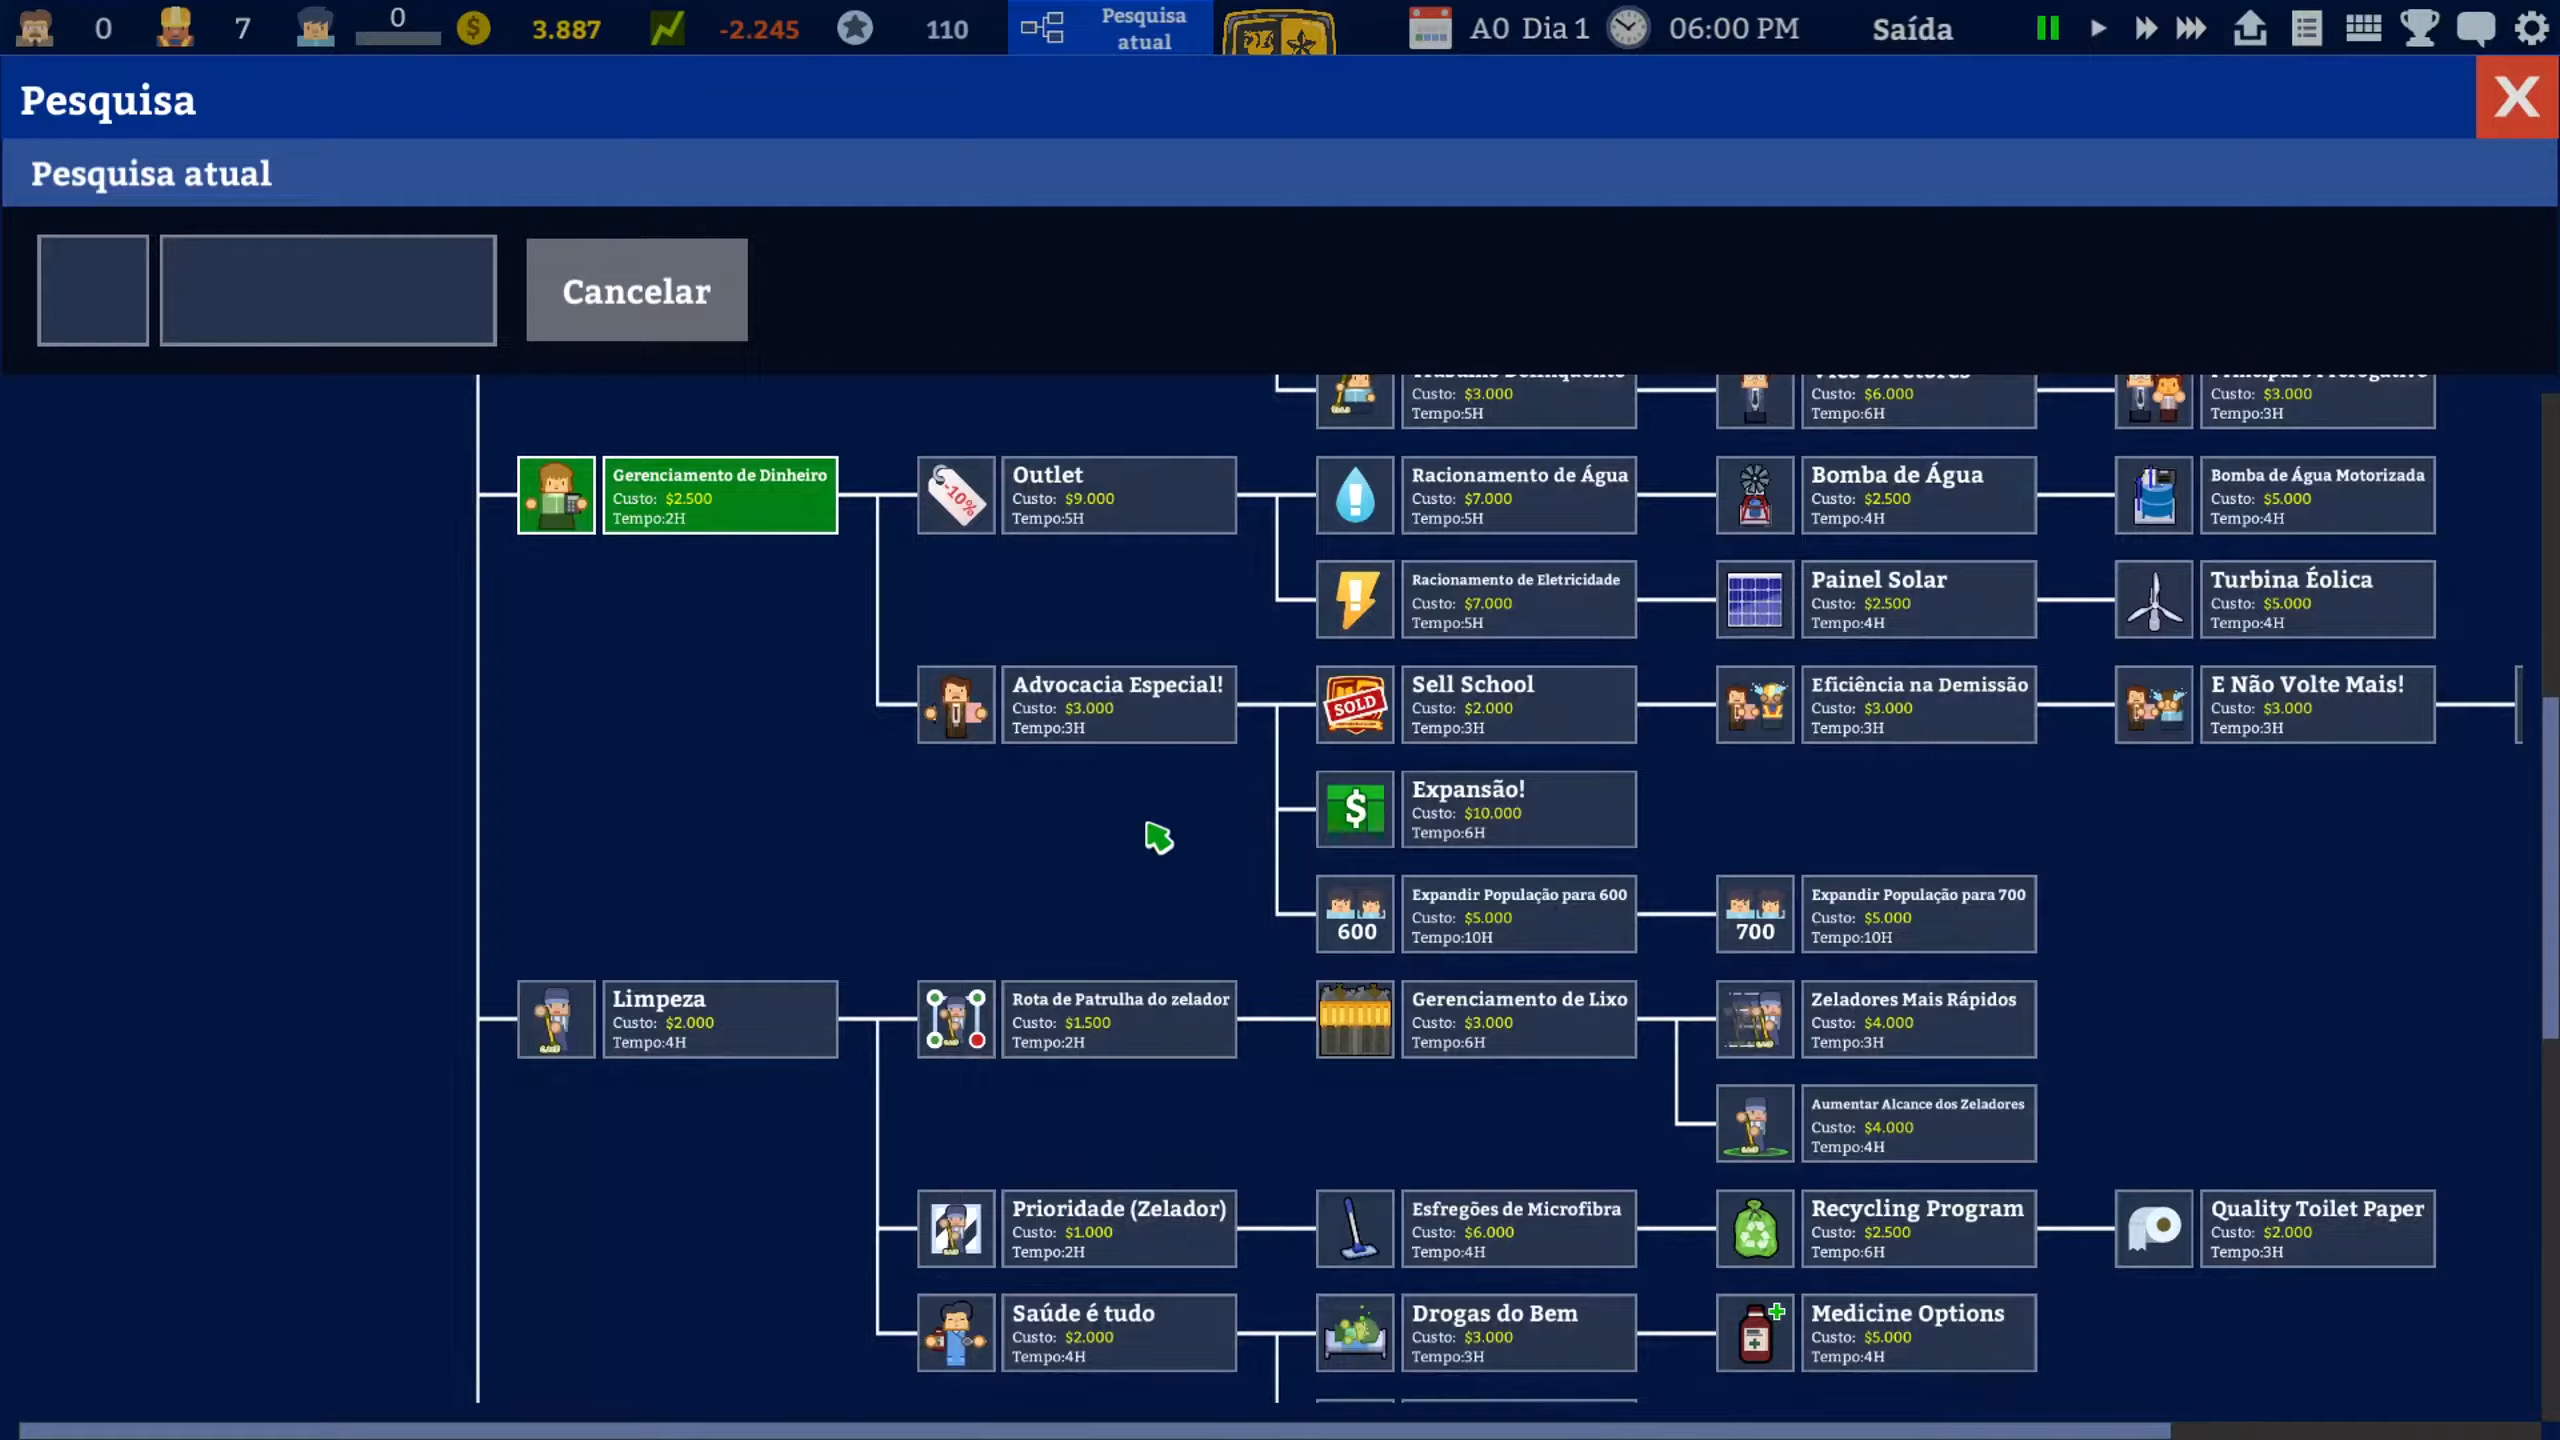 0 7 0 3.887 -2.245 110 Pesquisa atual A0 Dia 1 06:00 PM Saída
Pesquisa
X
Pesquisa atual
Cancelar
Custo: $3.000
Tempo:5H
Custo: $6.000
Tempo:6H
Custo: $3.000
Tempo:3H
Gerenciamento de Dinheiro
Custo: $2.500
Tempo:2H
Outlet
Custo: $9.000
Tempo:5H
-10%
Racionamento de Água
Custo: $7.000
Tempo:5H
Bomba de Água
Custo: $2.500
Tempo:4H
Bomba de Água Motorizada
Custo: $5.000
Tempo:4H
Racionamento de Eletricidade
Custo: $7.000
Tempo:5H
Painel Solar
Custo: $2.500
Tempo:4H
Turbina Éolica
Custo: $5.000
Tempo:4H
Advocacia Especial!
Custo: $3.000
Tempo:3H
SOLD
Sell School
Custo: $2.000
Tempo:3H
Eficiência na Demissão
Custo: $3.000
Tempo:3H
E Não Volte Mais!
Custo: $3.000
Tempo:3H
$
Expansão!
Custo: $10.000
Tempo:6H
600
Expandir População para 600
Custo: $5.000
Tempo:10H
700
Expandir População para 700
Custo: $5.000
Tempo:10H
Limpeza
Custo: $2.000
Tempo:4H
Rota de Patrulha do zelador
Custo: $1.500
Tempo:2H
Gerenciamento de Lixo
Custo: $3.000
Tempo:6H
Zeladores Mais Rápidos
Custo: $4.000
Tempo:3H
Aumentar Alcance dos Zeladores
Custo: $4.000
Tempo:4H
Prioridade (Zelador)
Custo: $1.000
Tempo:2H
Esfregões de Microfibra
Custo: $6.000
Tempo:4H
Recycling Program
Custo: $2.500
Tempo:6H
Quality Toilet Paper
Custo: $2.000
Tempo:3H
Saúde é tudo
Custo: $2.000
Tempo:4H
Drogas do Bem
Custo: $3.000
Tempo:3H
Medicine Options
Custo: $5.000
Tempo:4H